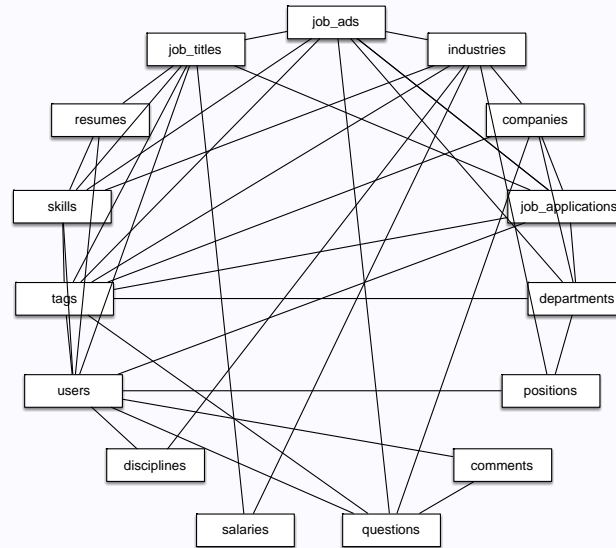 job_ads
job_titles
industries
resumes
companies
skills
job_applications
tags
departments
users
positions
disciplines
comments
salaries
questions